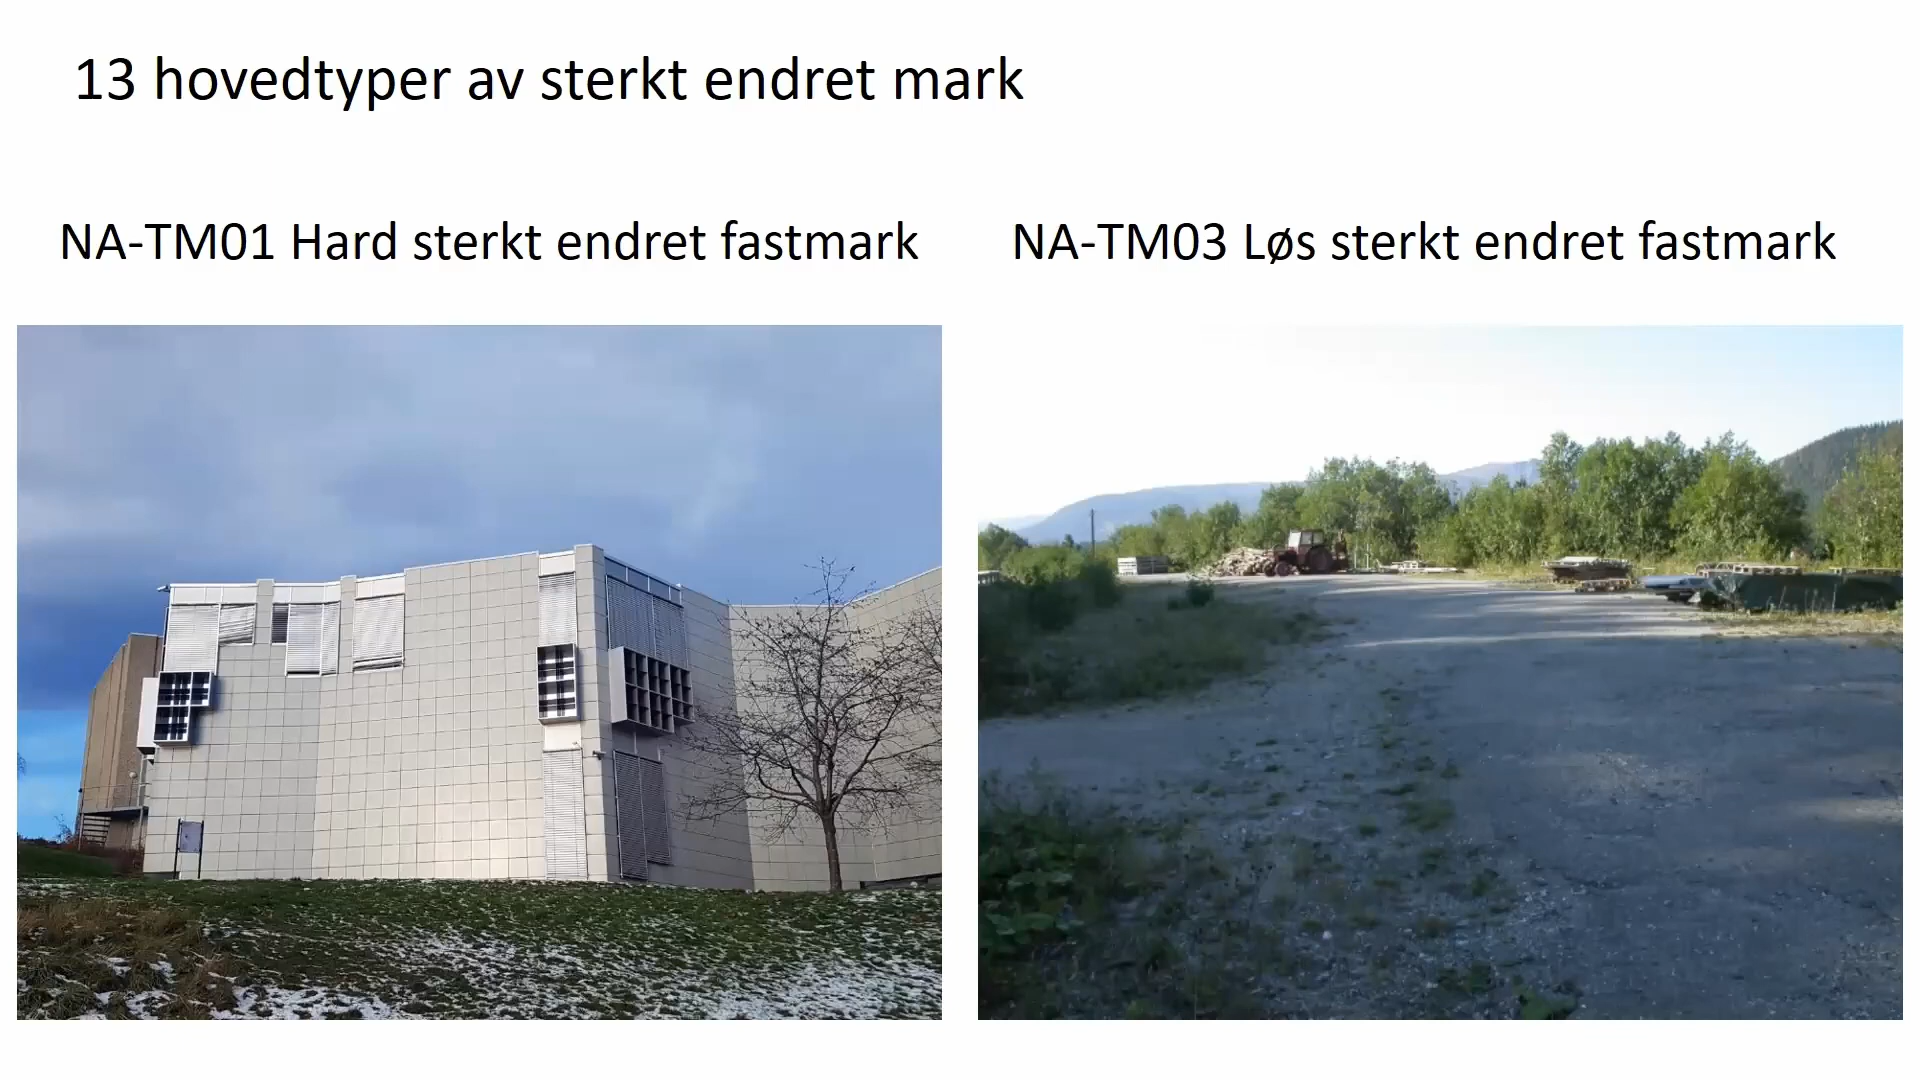 13 hovedtyper av sterkt endret mark
NA-TM01 Hard sterkt endret fastmark
NA-TM03 Løs sterkt endret fastmark